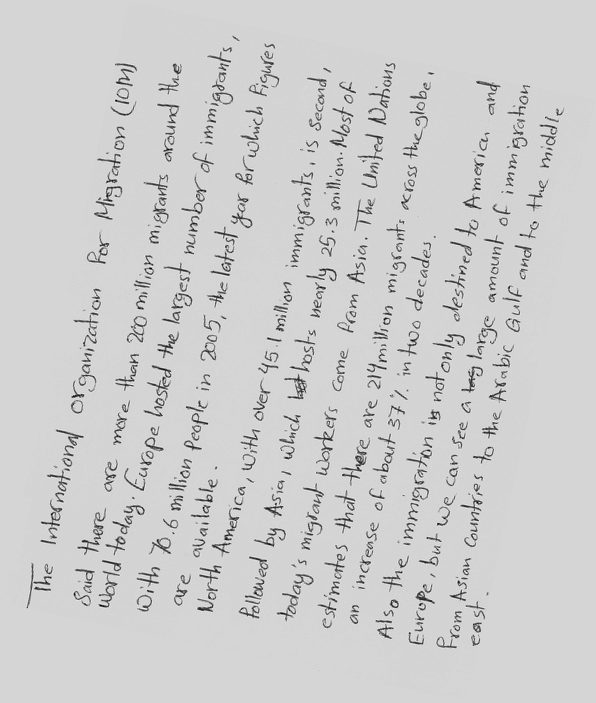 The International organization For Migration (IOM)
Said there are more than 200 million migrants around the
World today. Europe hosted the largest number of immigrants,
With 70.6 million People in 2005, the latest year For which Figures
are available.
North America, with over 45.1 million immigrants, is second,
Followed by Asia, which hosts nearly 25.3 million. Most of
today's migrant workers come From Asia. The United Nations
estimates that there are 214 million migrants across the globe,
an increase of about 37% in two decades.
Also the immigration is not only destined to America and
Europe, but we can see a large amount of immigration
From Asian Countries to the Arabic Gulf and to the middle
east.